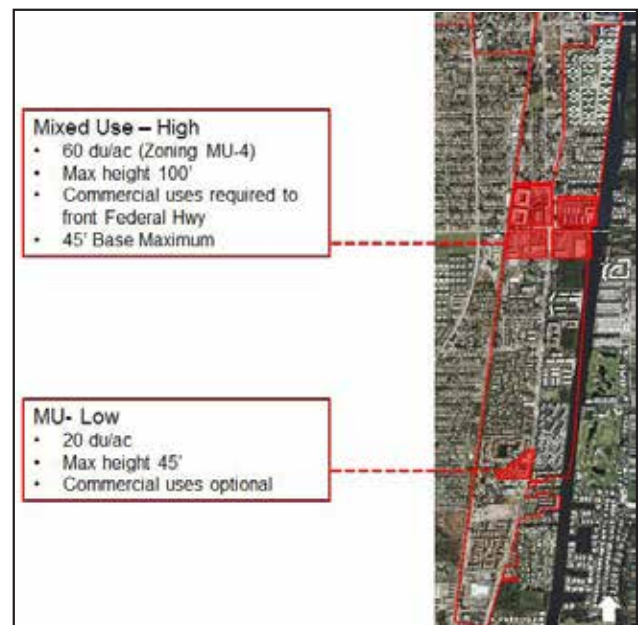 Mixed Use – High
• 60 du/ac (Zoning MU-4)
• Max height 100'
• Commercial uses required to
front Federal Hwy
• 45' Base Maximum
MU- Low
• 20 du/ac
• Max height 45'
• Commercial uses optional